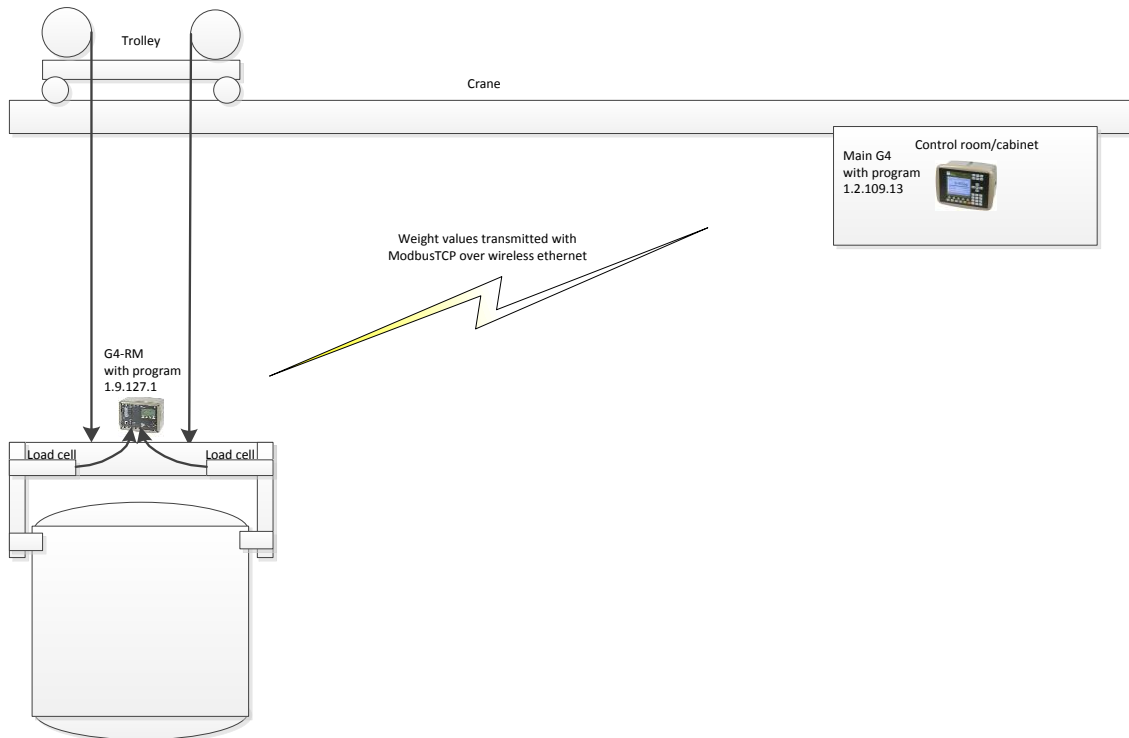 Trolley
Crane
Control room/cabinet
Main G4
with program
1.2.109.13
Weight values transmitted with
ModbusTCP over wireless ethernet
G4-RM
with program
1.9.127.1
Load cell
Load cell